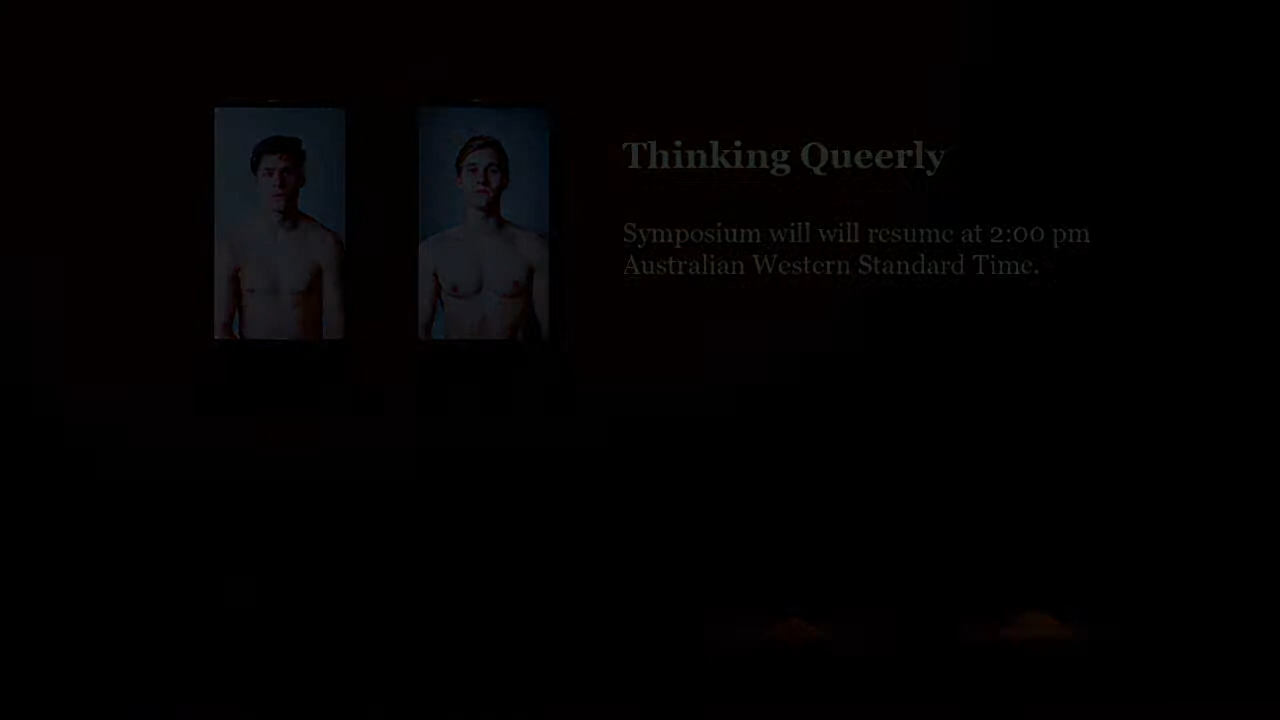 Thinking Queerly
Symposium will will resume at 2:00 pm
Australian Western Standard Time.